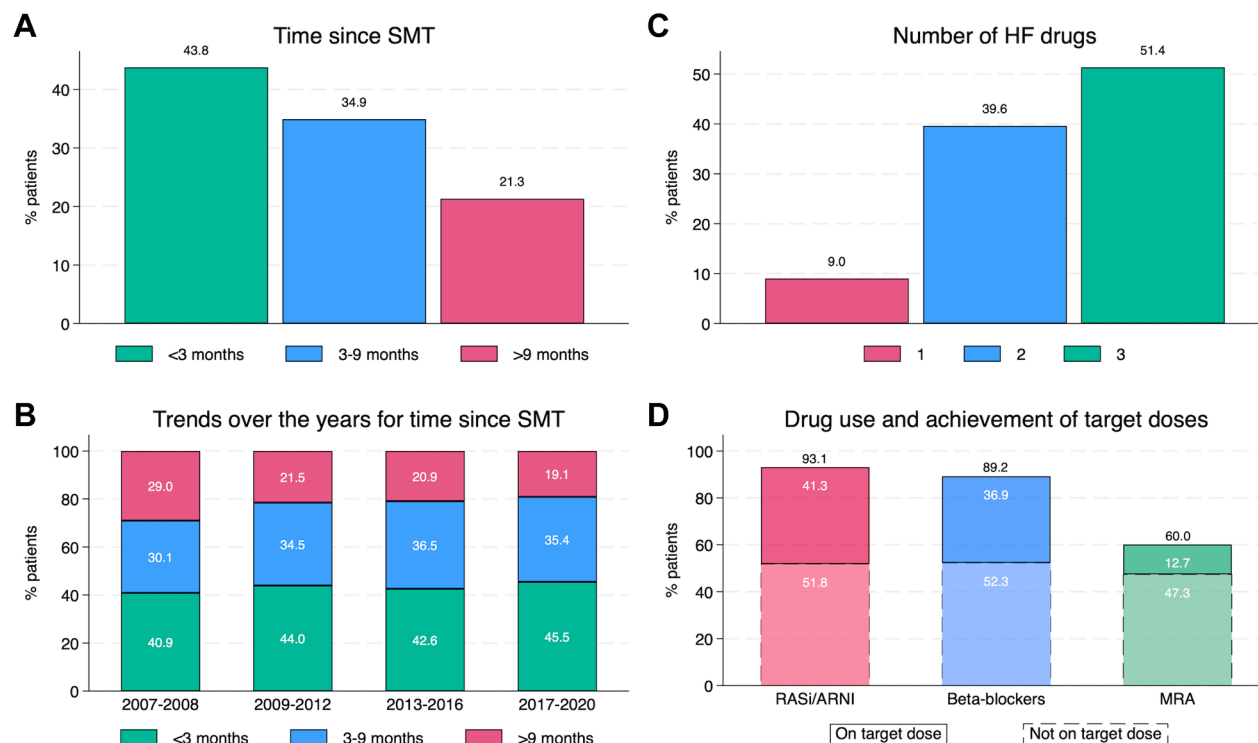 A
Time since SMT
43.8
34.9
21.3
% patients
40
30
20
10
0
<3 months 3-9 months >9 months
B
Trends over the years for time since SMT
% patients
100
80
60
40
20
0
29.0 21.5 20.9 19.1
30.1 34.5 36.5 35.4
40.9 44.0 42.6 45.5
2007-2008 2009-2012 2013-2016 2017-2020
<3 months 3-9 months >9 months
C
Number of HF drugs
51.4
39.6
9.0
% patients
50
40
30
20
10
0
1 2 3
D
Drug use and achievement of target doses
% patients
100
80
60
40
20
0
93.1 89.2 60.0
41.3 36.9 12.7
51.8 52.3 47.3
RASi/ARNI Beta-blockers MRA
On target dose Not on target dose